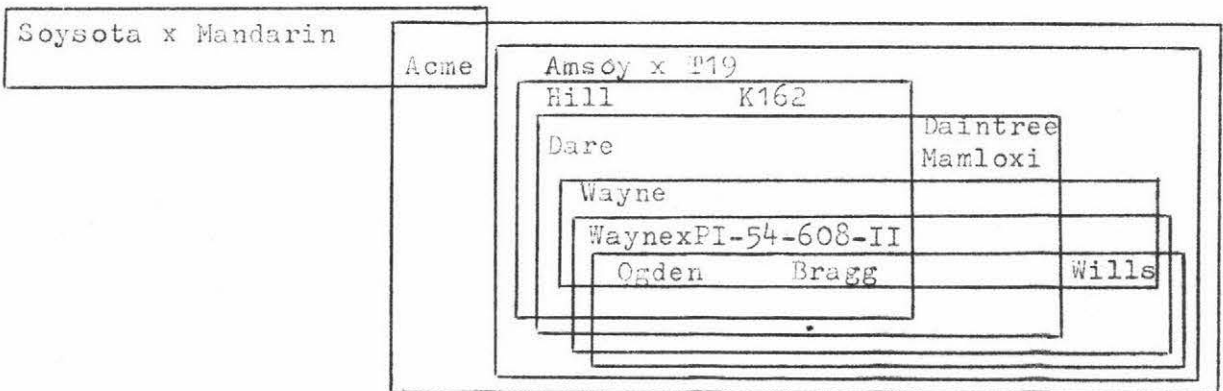 Soysota x Mandarin
Acme Amsoy x T19
Hill K162
Daintree
Dare
Mamloxi
Wayne
WaynexPI-54-608-II
Ogden Bragg Wills